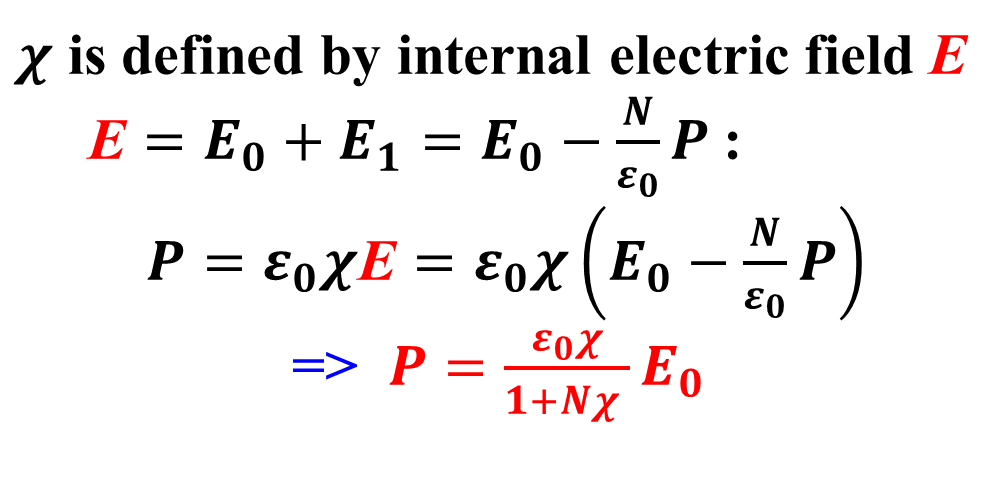 χ is defined by internal electric field E
E = E₀ + E₁ = E₀ − N/ε₀ P :
P = ε₀χE = ε₀χ(E₀ − N/ε₀ P)
=> P = ε₀χ/1+Nχ E₀